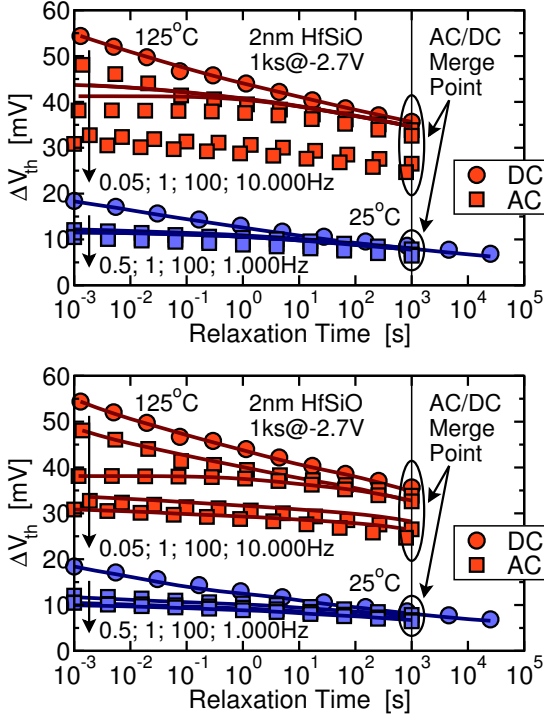 60
50
40
30
20
10
0
ΔV_th [mV]
125°C
2nm HfSiO
1ks@-2.7V
AC/DC
Merge
Point
0.05; 1; 100; 10.000Hz
25°C
0.5; 1; 100; 1.000Hz
DC
AC
10^-3 10^-2 10^-1 10^0 10^1 10^2 10^3 10^4 10^5
Relaxation Time [s]
60
50
40
30
20
10
0
ΔV_th [mV]
125°C
2nm HfSiO
1ks@-2.7V
AC/DC
Merge
Point
0.05; 1; 100; 10.000Hz
25°C
0.5; 1; 100; 1.000Hz
DC
AC
10^-3 10^-2 10^-1 10^0 10^1 10^2 10^3 10^4 10^5
Relaxation Time [s]